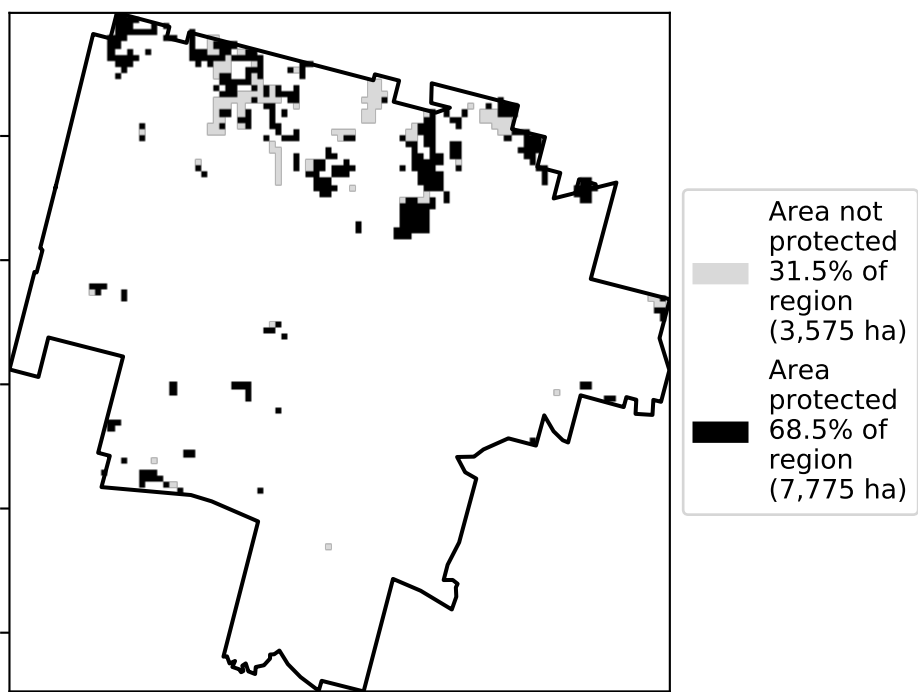 Area not
protected
31.5% of
region
(3,575 ha)
Area
protected
68.5% of
region
(7,775 ha)